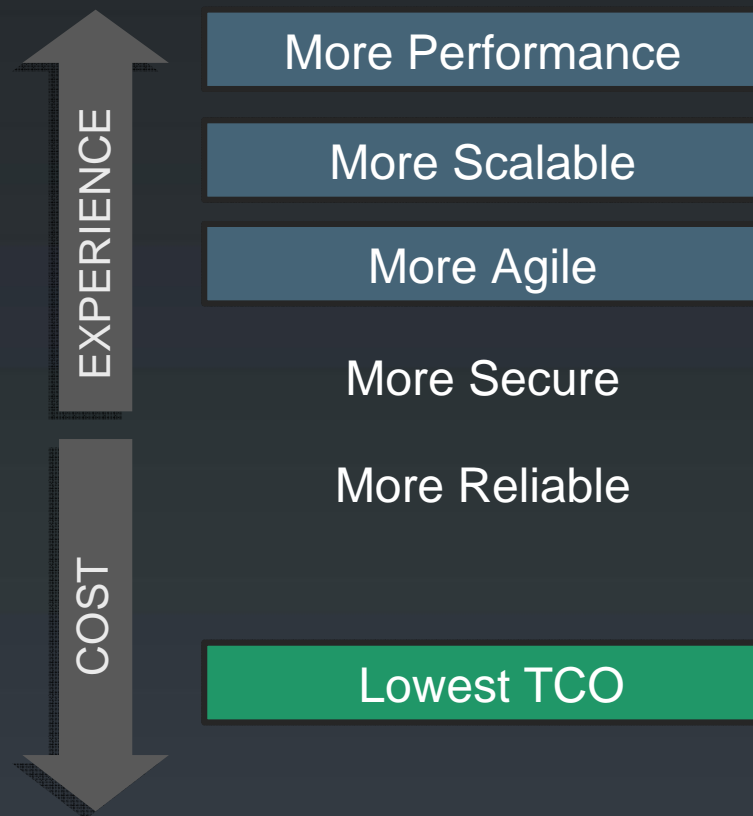 EXPERIENCE
More Performance
More Scalable
More Agile
More Secure
More Reliable
COST
Lowest TCO